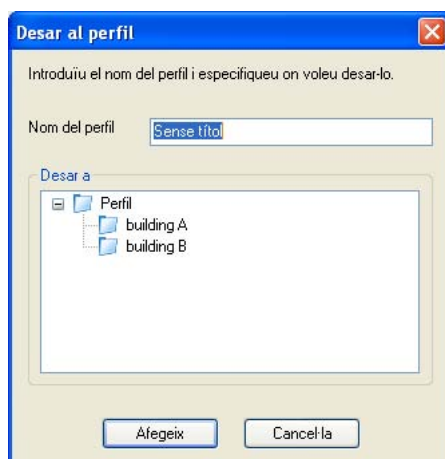 Desar al perfil
Introduïu el nom del perfil i especifiqueu on voleu desar-lo.
Nom del perfil
Sense títol
Desar a
Perfil
building A
building B
Afegeix
Cancel·la